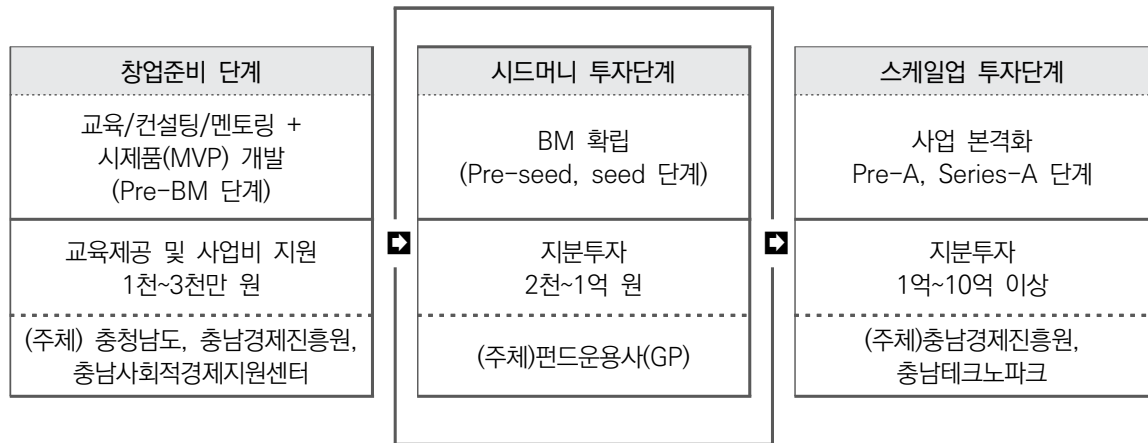 창업준비 단계
교육/컨설팅/멘토링 +
시제품(MVP) 개발
(Pre-BM 단계)
교육제공 및 사업비 지원
1천~3천만 원
(주체) 충청남도, 충남경제진흥원,
충남사회적경제지원센터
시드머니 투자단계
BM 확립
(Pre-seed, seed 단계)
지분투자
2천~1억 원
(주체)펀드운용사(GP)
스케일업 투자단계
사업 본격화
Pre-A, Series-A 단계
지분투자
1억~10억 이상
(주체)충남경제진흥원,
충남테크노파크